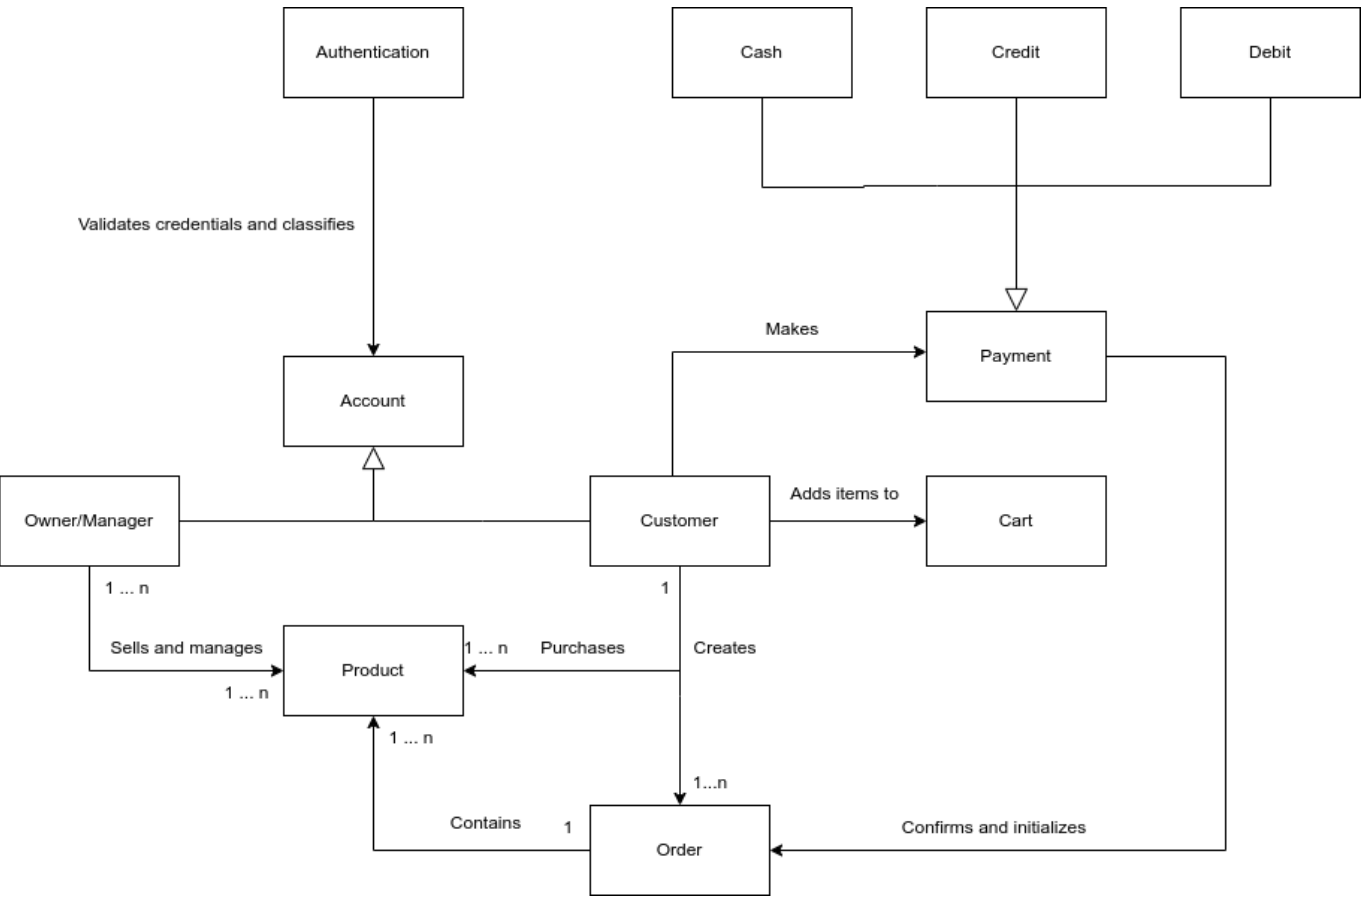 Authentication
Cash
Credit
Debit
Validates credentials and classifies
Makes
Payment
Account
Adds items to
Owner/Manager
Customer
Cart
1 ... n
1
Sells and manages
1 ... n
Purchases
Creates
Product
1 ... n
1 ... n
1...n
Contains
1
Confirms and initializes
Order